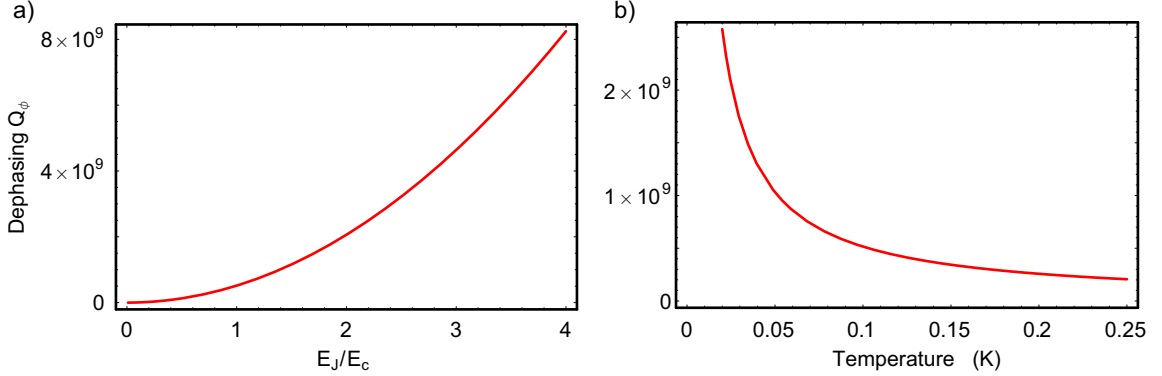 a)
Dephasing Q_ϕ
8 × 10^9
4 × 10^9
0
0 1 2 3 4
E_J/E_c
b)
2 × 10^9
1 × 10^9
0
0 0.05 0.1 0.15 0.2 0.25
Temperature (K)